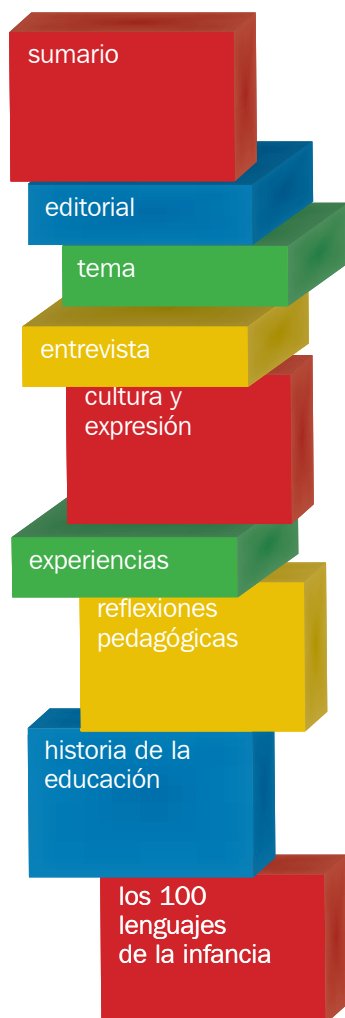 sumario
editorial
tema
entrevista
cultura y
expresión
experiencias
reflexiones
pedagógicas
historia de la
educación
los 100
lenguajes
de la infancia